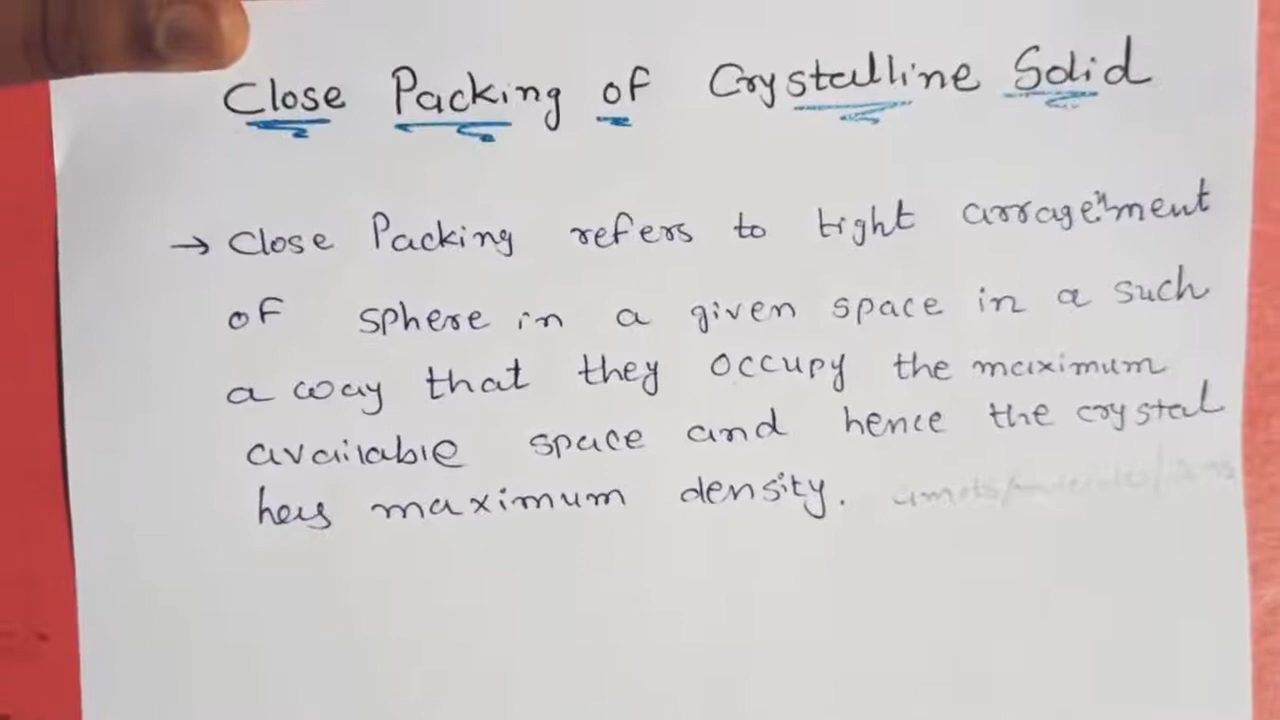 Close Packing of Crystalline Solid
→ Close Packing refers to tight arragement
of sphere in a given space in a such
a way that they occupy the maximum
available space and hence the crystal
has maximum density.